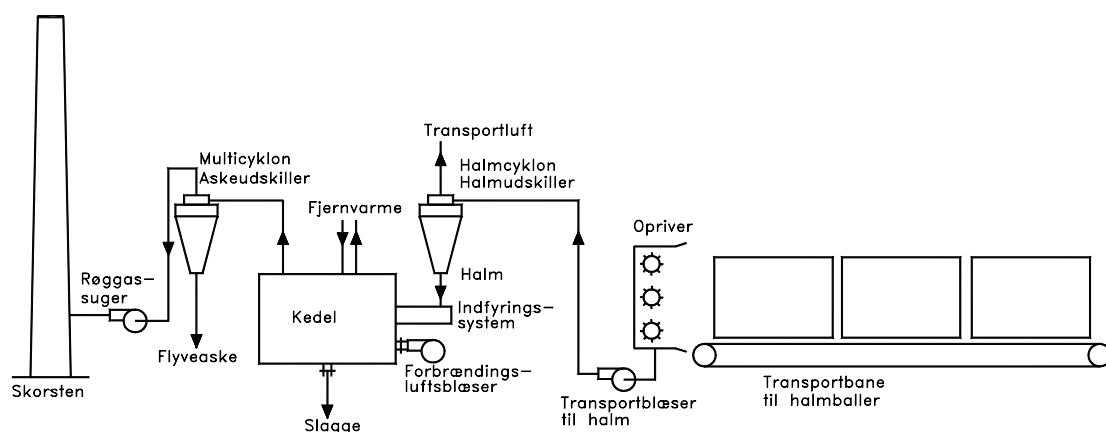 Transportluft
Multicyklon
Askeudskiller
Halmcyklon
Halmudskiller
Fjernvarme
Opriver
Røggas-
suger
Halm
Kedel
Indfyrings-
system
Flyveaske
Forbrændings-
luftsblæser
Skorsten
Slagge
Transportblæser
til halm
Transportbane
til halmballer